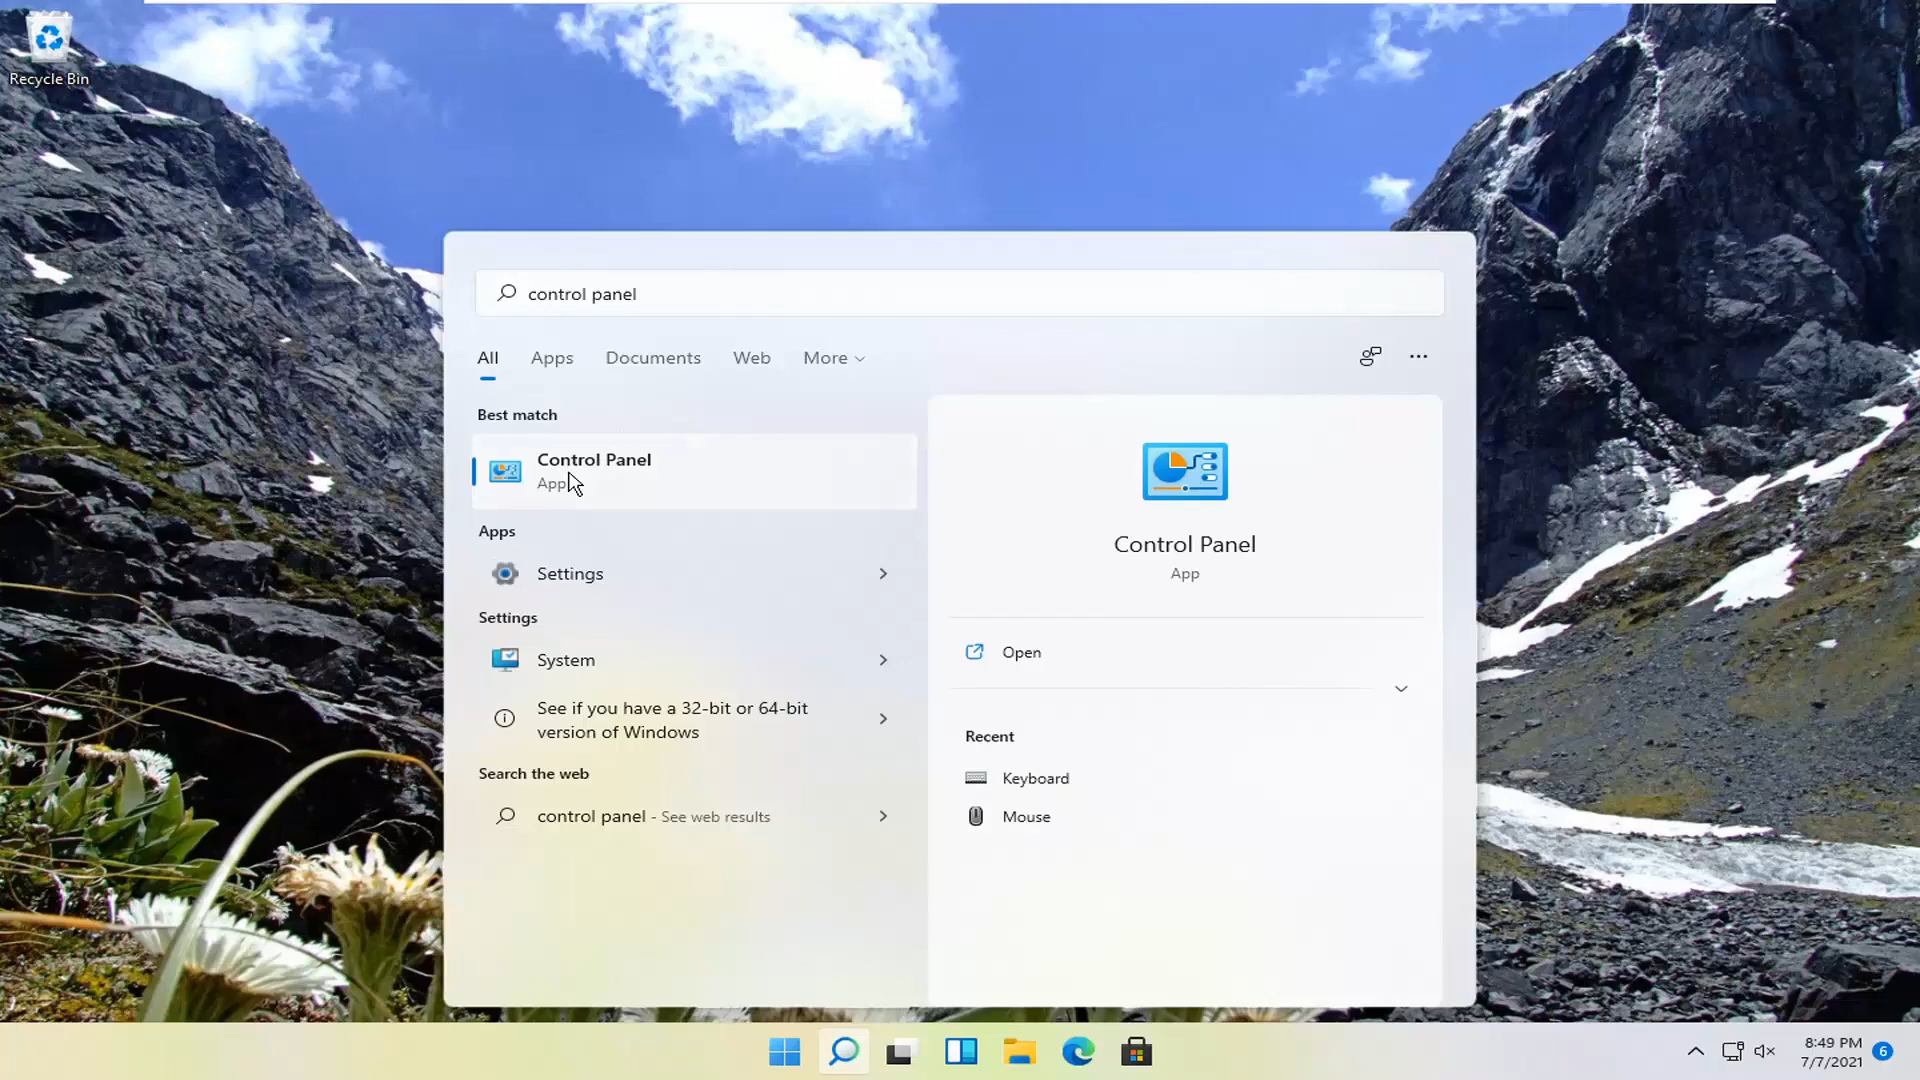 Recycle Bin
control panel
All Apps Documents Web More
Best match
Control Panel
App
Apps
Settings
Settings
System
See if you have a 32-bit or 64-bit
version of Windows
Search the web
control panel - See web results
Control Panel
App
Open
Recent
Keyboard
Mouse
8:49 PM
7/7/2021
6